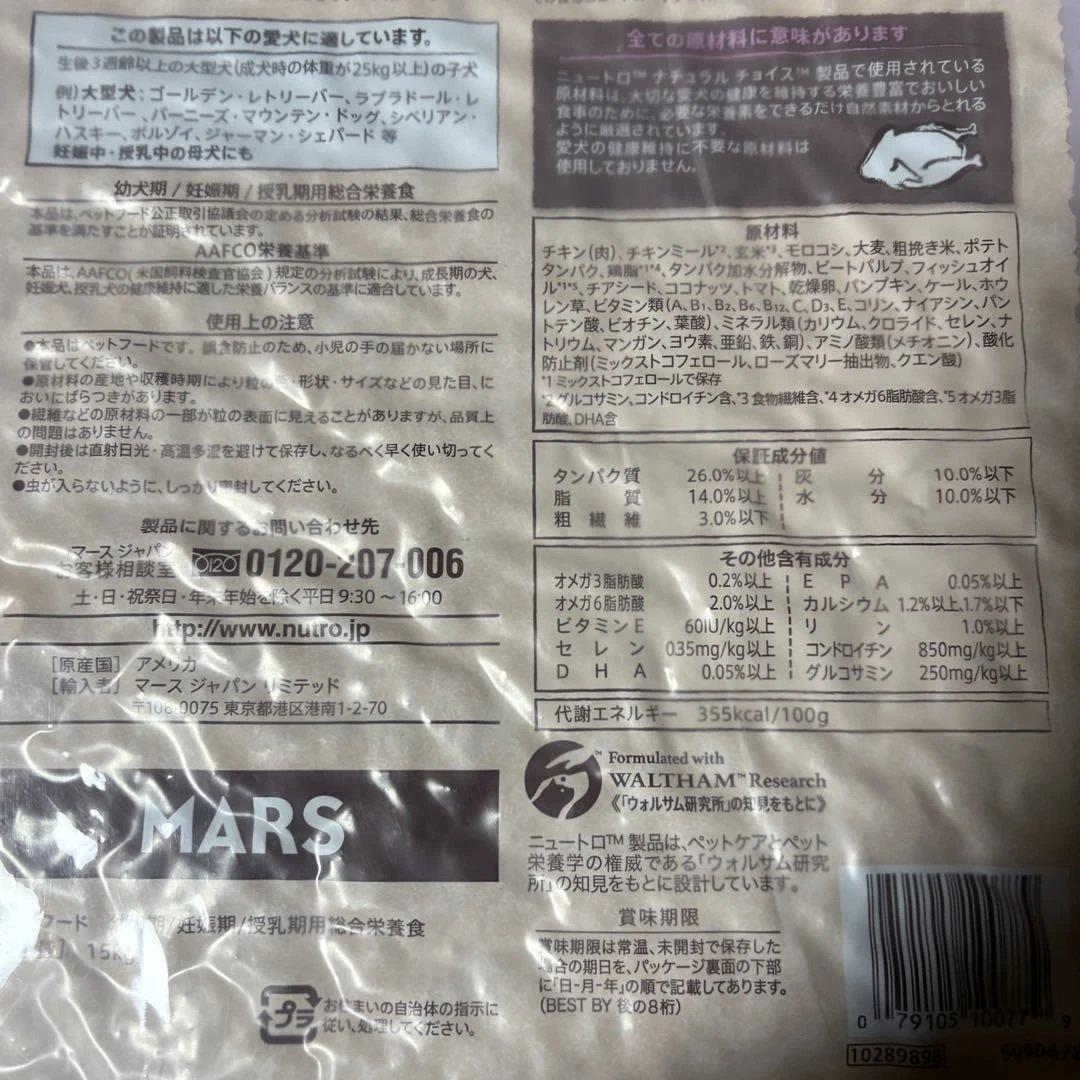 この製品は以下の愛犬に適しています。
生後3週齢以上の大型犬(成犬時の体重が25kg以上)の子犬
例)大型犬:ゴールデン・レトリーバー、ラブラドール・レ
トリーバー、バーニーズ・マウンテン・ドッグ、シベリアン・
ハスキー、ボルゾイ、ジャーマン・シェパード 等
妊娠中・授乳中の母犬にも
幼犬期/妊娠期/授乳期用総合栄養食
本品は、ペットフード公正取引協議会の定める分析試験の結果、総合栄養食の
基準を満たすことが証明されています。
AAFCO栄養基準
本品は、AAFCO(米国飼料検査官協会)規定の分析試験により、成長期の犬、
妊娠犬、授乳犬の健康維持に適した栄養バランスの基準に適合しています。
使用上の注意
●本品はペットフードです。誤食防止のため、小児の手の届かない場所に
保管してください。
●原材料の産地や収穫時期により粒の色・形状・サイズなどの見た目、に
おいにばらつきがあります。
●繊維などの原材料の一部が粒の表面に見えることがありますが、品質上
の問題はありません。
●開封後は直射日光・高温多湿を避けて保存し、なるべく早く使い切ってく
ださい。
●虫が入らないように、しっかり密封してください。
製品に関するお問い合わせ先
マース ジャパン
お客様相談室 0120-207-006
土・日・祝祭日・年末年始を除く平日 9:30~16:00
http://www.nutro.jp
[原産国] アメリカ
[輸入者] マース ジャパン リミテッド
〒108-0075 東京都港区港南1-2-70
MARS
フード 期/妊娠期/授乳期用総合栄養食
15kg
プラ
お住まいの自治体の指示に
従い、処理してください。
全ての原材料に意味があります
ニュートロ™ ナチュラル チョイス™ 製品で使用されている
原材料は、大切な愛犬の健康を維持する栄養豊富でおいしい
食事のために、必要な栄養素をできるだけ自然素材からとれる
ように厳選されています。
愛犬の健康維持に不要な原材料は
使用しておりません。
原材料
チキン(肉)、チキンミール*2、玄米*3、モロコシ、大麦、粗挽き米、ポテト
タンパク、鶏脂*1*4、タンパク加水分解物、ビートパルプ、フィッシュオイ
ル*1*5、チアシード、ココナッツ、トマト、乾燥卵、パンプキン、ケール、ホウ
レン草、ビタミン類(A、B1、B2、B6、B12、C、D3、E、コリン、ナイアシン、パン
トテン酸、ビオチン、葉酸)、ミネラル類(カリウム、クロライド、セレン、ナ
トリウム、マンガン、ヨウ素、亜鉛、鉄、銅)、アミノ酸類(メチオニン)、酸化
防止剤(ミックストコフェロール、ローズマリー抽出物、クエン酸)
*1 ミックストコフェロールで保存
*2 グルコサミン、コンドロイチン含、*3 食物繊維含、*4 オメガ6脂肪酸含、*5 オメガ3脂
肪酸、DHA含
保証成分値
タンパク質 26.0%以上 灰分 10.0%以下
脂質 14.0%以上 水分 10.0%以下
粗繊維 3.0%以下
その他含有成分
オメガ3脂肪酸 0.2%以上 EPA 0.05%以上
オメガ6脂肪酸 2.0%以上 カルシウム 1.2%以上、1.7%以下
ビタミンE 60IU/kg以上 リン 1.0%以上
セレン 0.35mg/kg以上 コンドロイチン 850mg/kg以上
DHA 0.05%以上 グルコサミン 250mg/kg以上
代謝エネルギー 355kcal/100g
™ Formulated with
WALTHAM™ Research
《「ウォルサム研究所」の知見をもとに》
ニュートロ™ 製品は、ペットケアとペット
栄養学の権威である「ウォルサム研究
所」の知見をもとに設計しています。
賞味期限
賞味期限は常温、未開封で保存した
場合の期日を、パッケージ裏面の下部
に「日-月-年」の順で記載してあります。
(BEST BY 後の8桁)
0 79105 10077 9
10289898